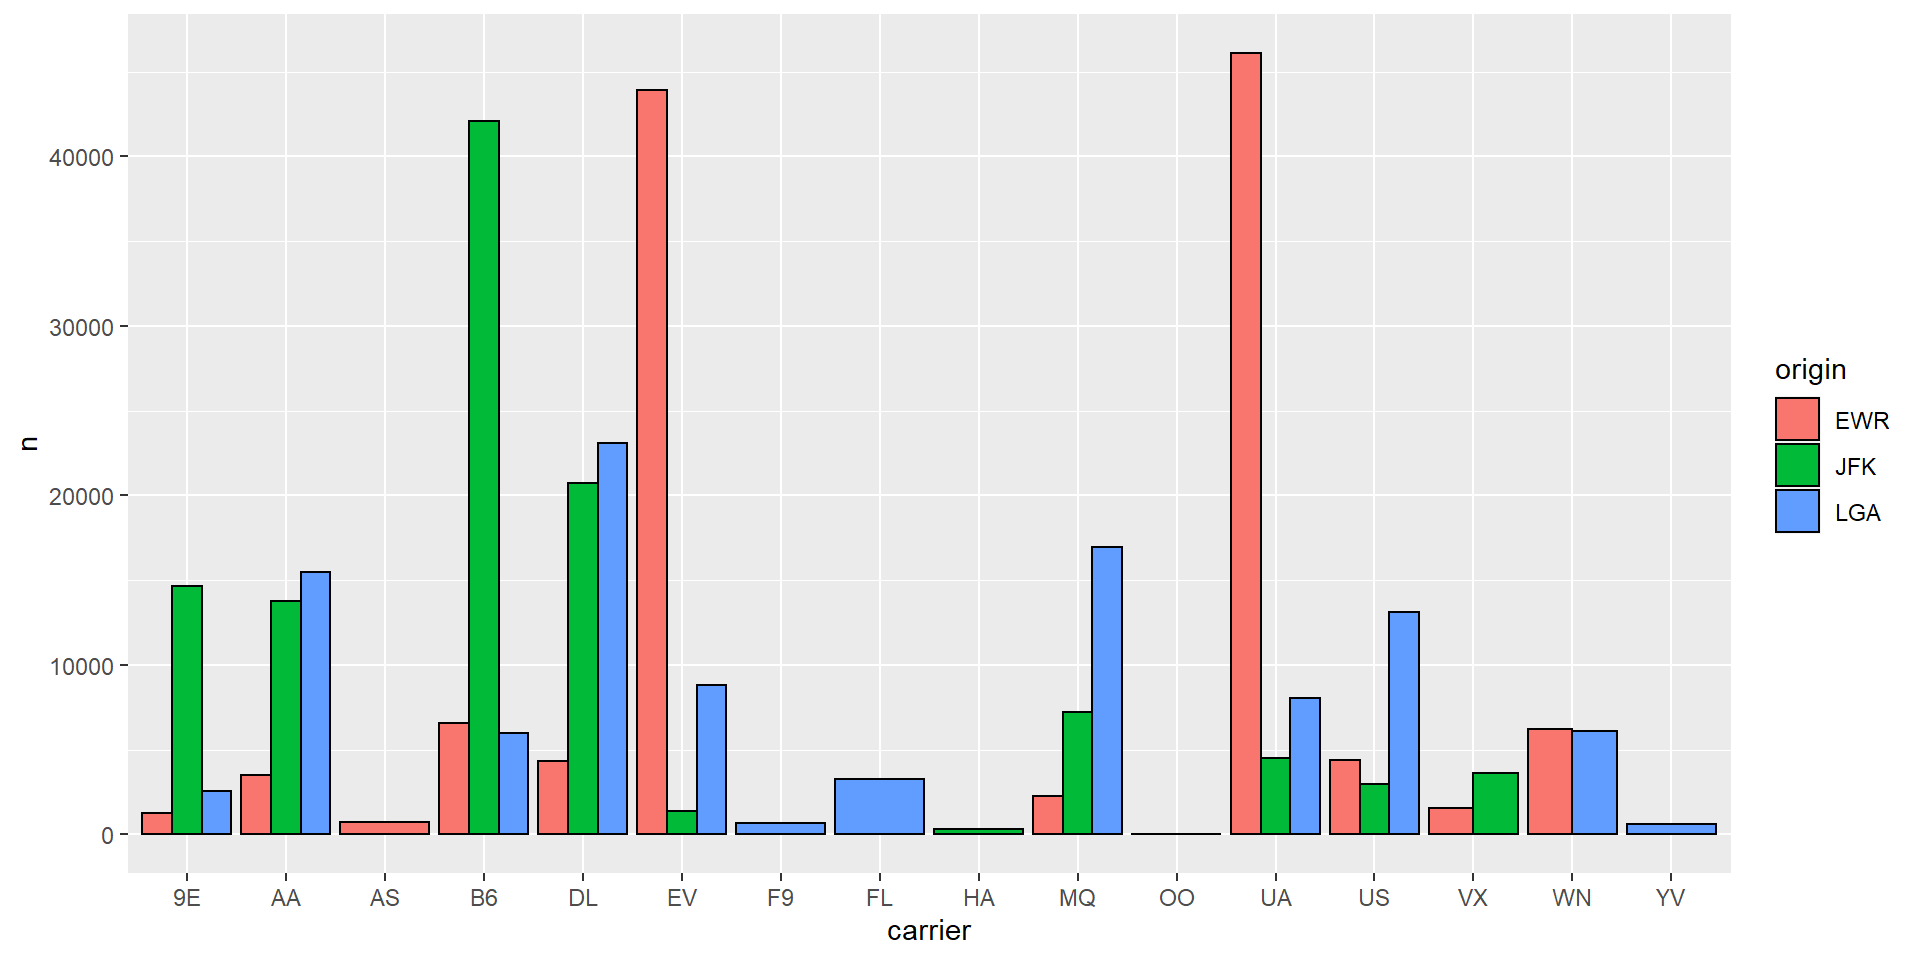 n
40000
30000
20000
10000
0
9E AA AS B6 DL EV F9 FL HA MQ OO UA US VX WN YV
carrier
origin
EWR
JFK
LGA